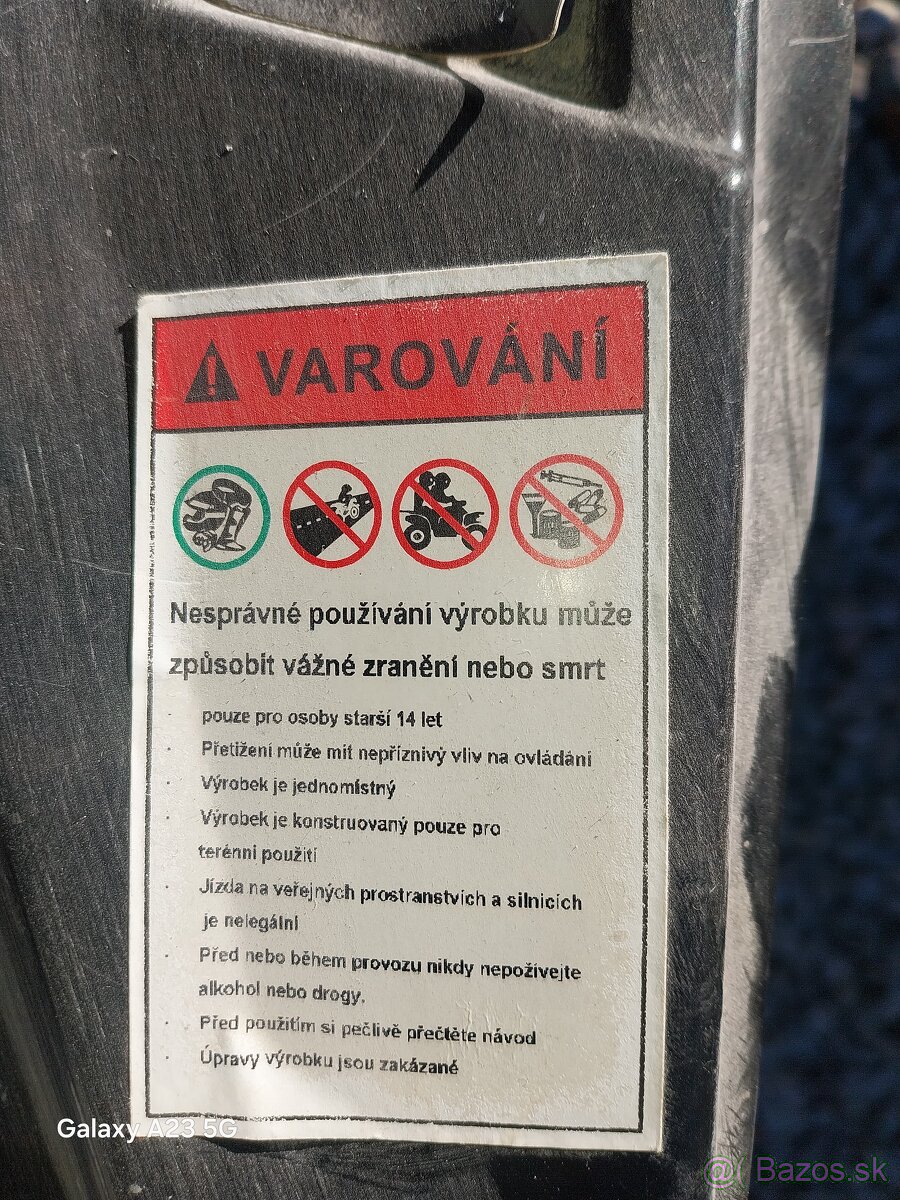 VAROVÁNÍ
Nesprávné používání výrobku může
způsobit vážné zranění nebo smrt
· pouze pro osoby starší 14 let
· Přetižení může mit nepříznivý vliv na ovládání
· Výrobek je jednomístný
· Výrobek je konstruovaný pouze pro
terénní použití
· Jízda na veřejných prostranstvích a silnicích
je nelegální
· Před nebo během provozu nikdy nepožívejte
alkohol nebo drogy.
· Před použitím si pečlivě přečtěte návod
· Úpravy výrobku jsou zakázané
Galaxy A23 5G
@( Bazos.sk